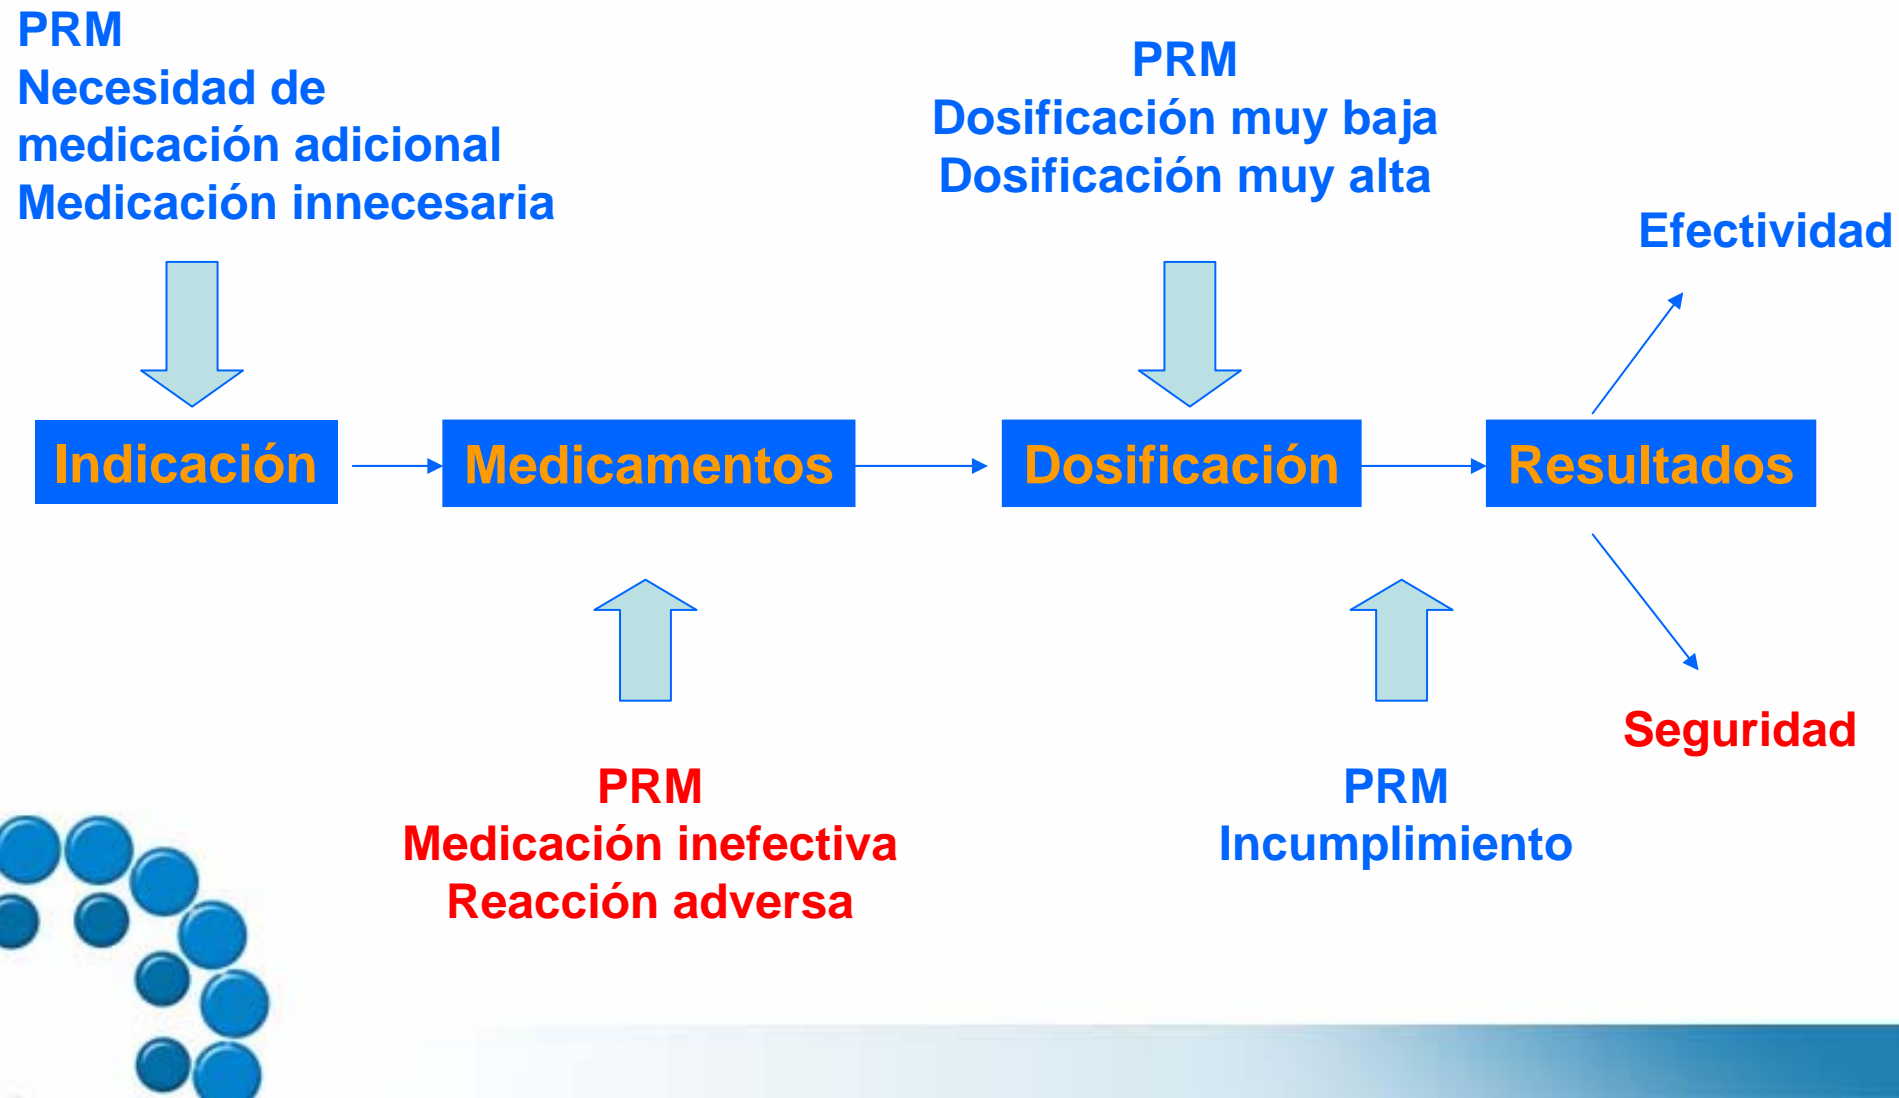 PRM
Necesidad de
medicación adicional
Medicación innecesaria
PRM
Dosificación muy baja
Dosificación muy alta
Efectividad
Indicación
Medicamentos
Dosificación
Resultados
Seguridad
PRM
Medicación inefectiva
Reacción adversa
PRM
Incumplimiento